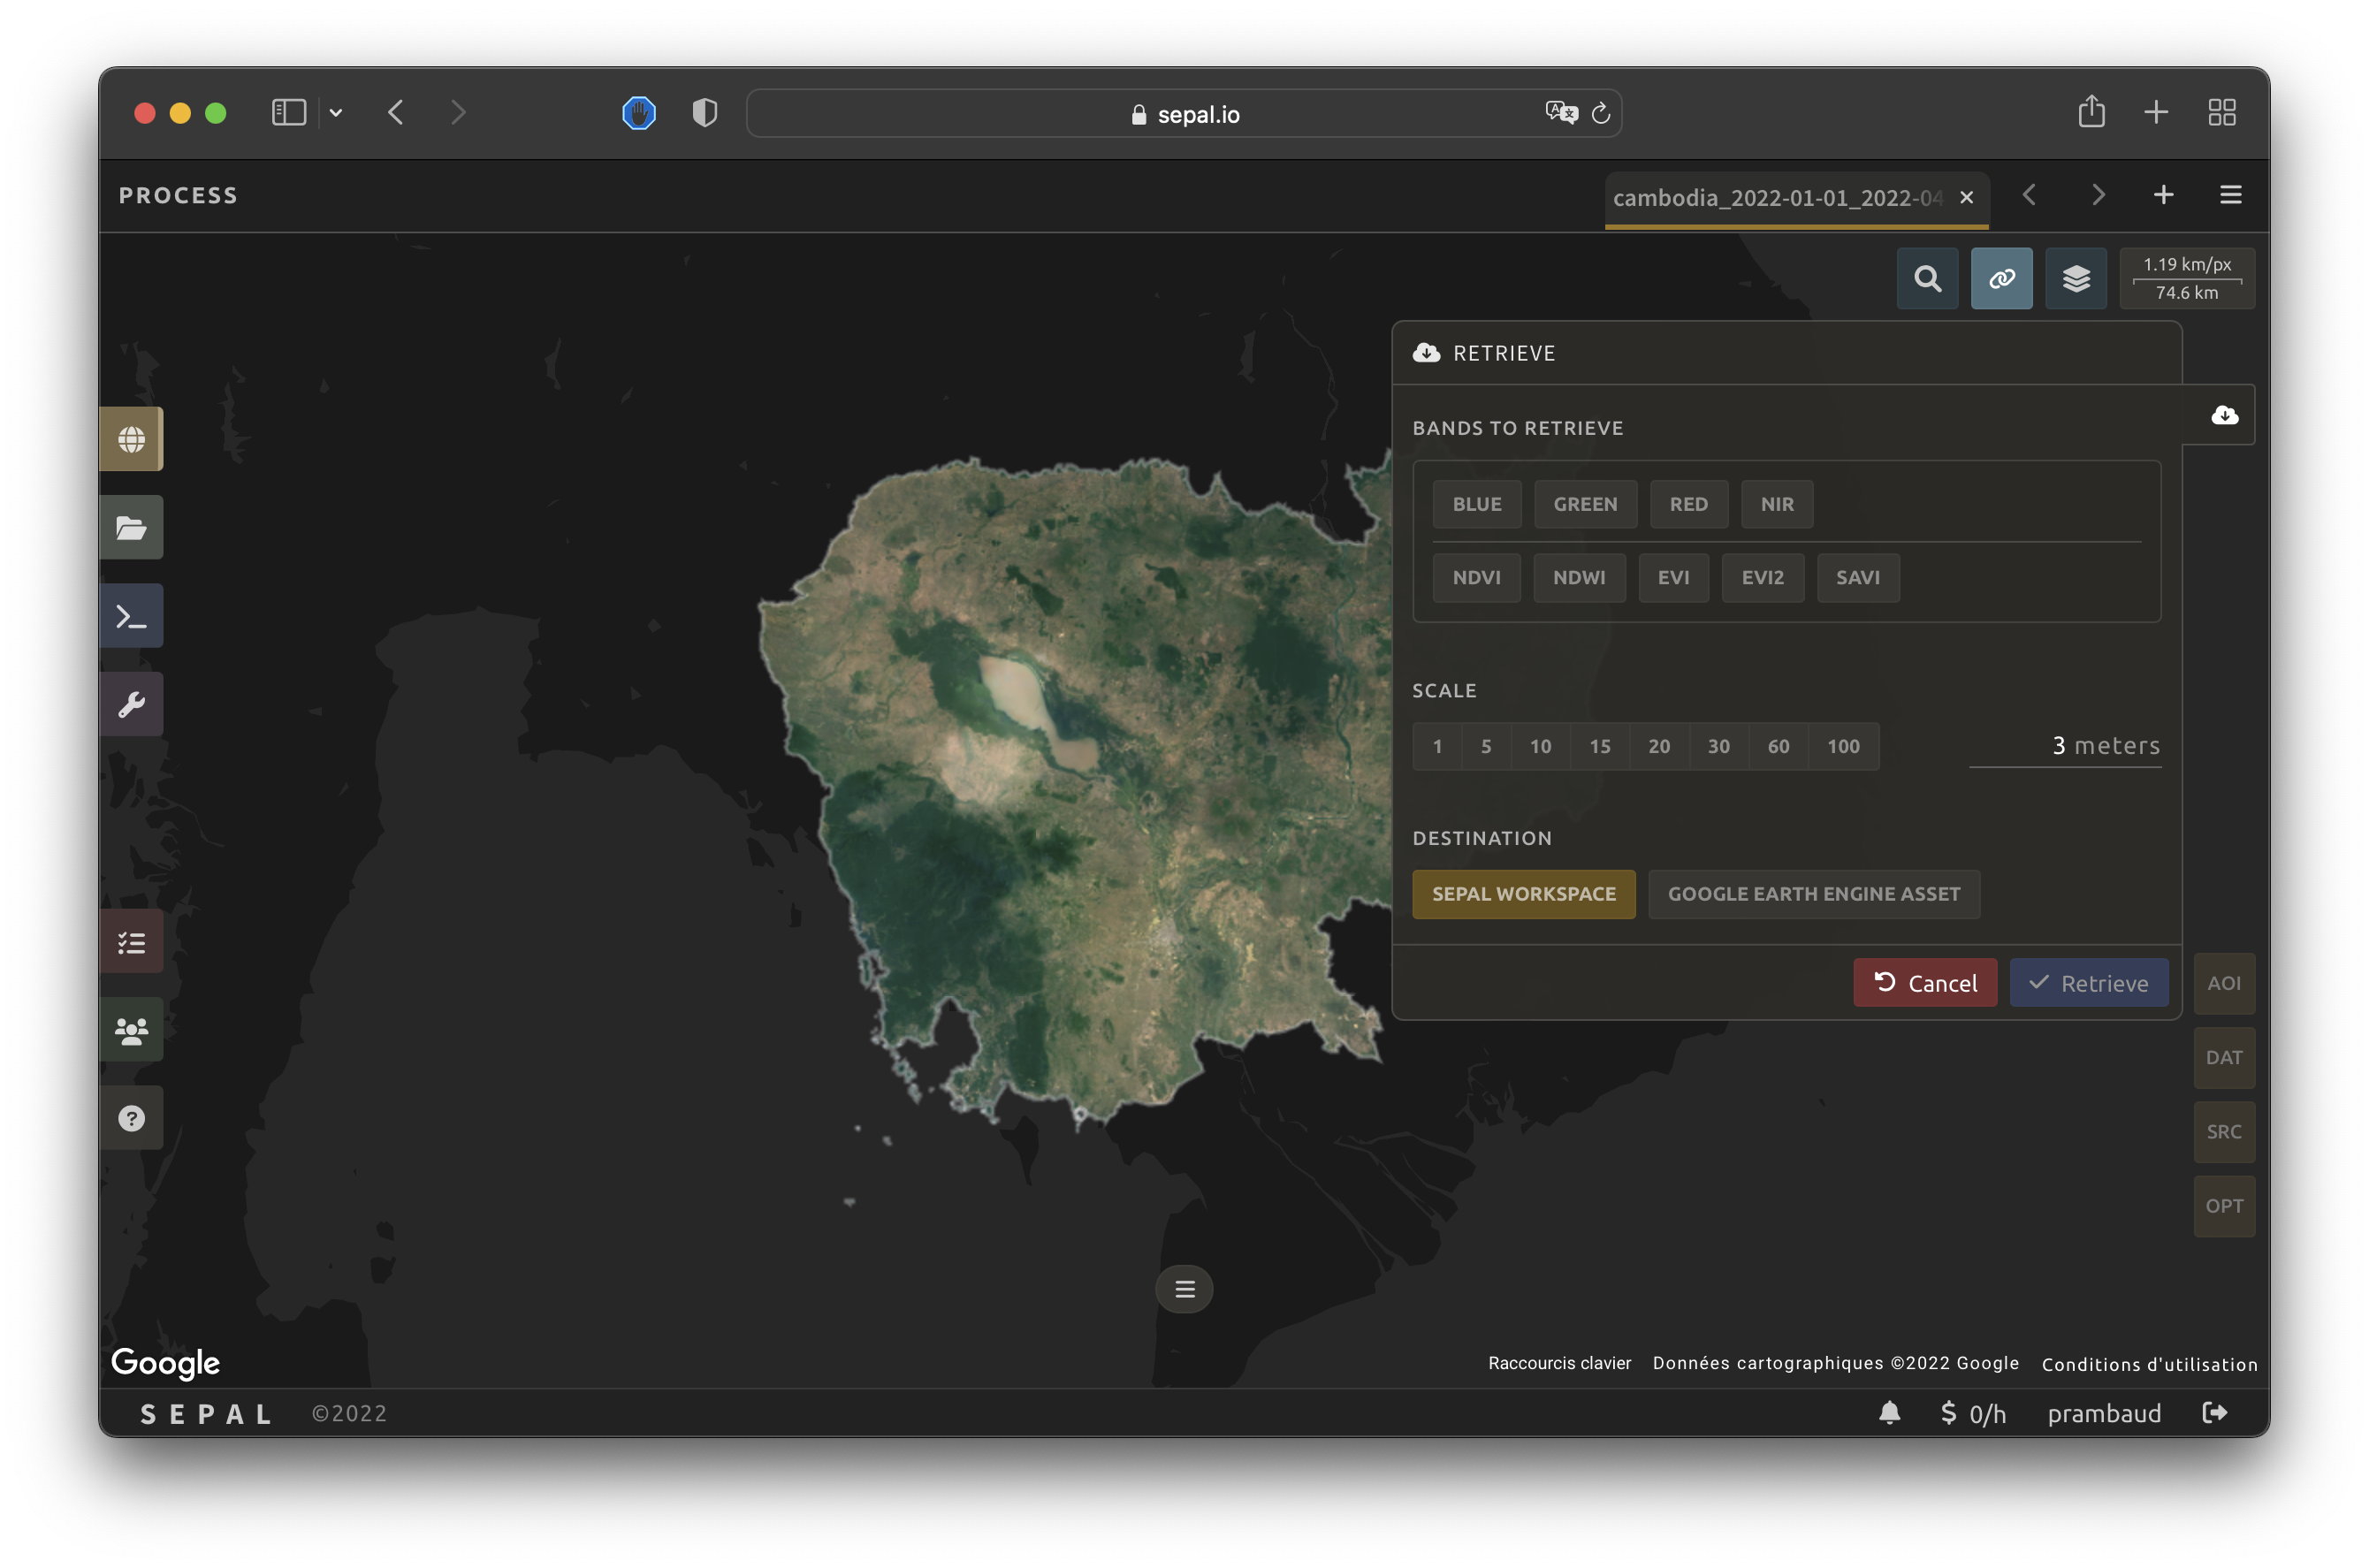 sepal.io
PROCESS
cambodia_2022-01-01_2022-04
1.19 km/px
74.6 km
RETRIEVE
BANDS TO RETRIEVE
BLUE GREEN RED NIR
NDVI NDWI EVI EVI2 SAVI
SCALE
1 5 10 15 20 30 60 100 3 meters
DESTINATION
SEPAL WORKSPACE GOOGLE EARTH ENGINE ASSET
Cancel Retrieve
AOI
DAT
SRC
OPT
Google
Raccourcis clavier Données cartographiques ©2022 Google Conditions d'utilisation
SEPAL ©2022 $ 0/h prambaud